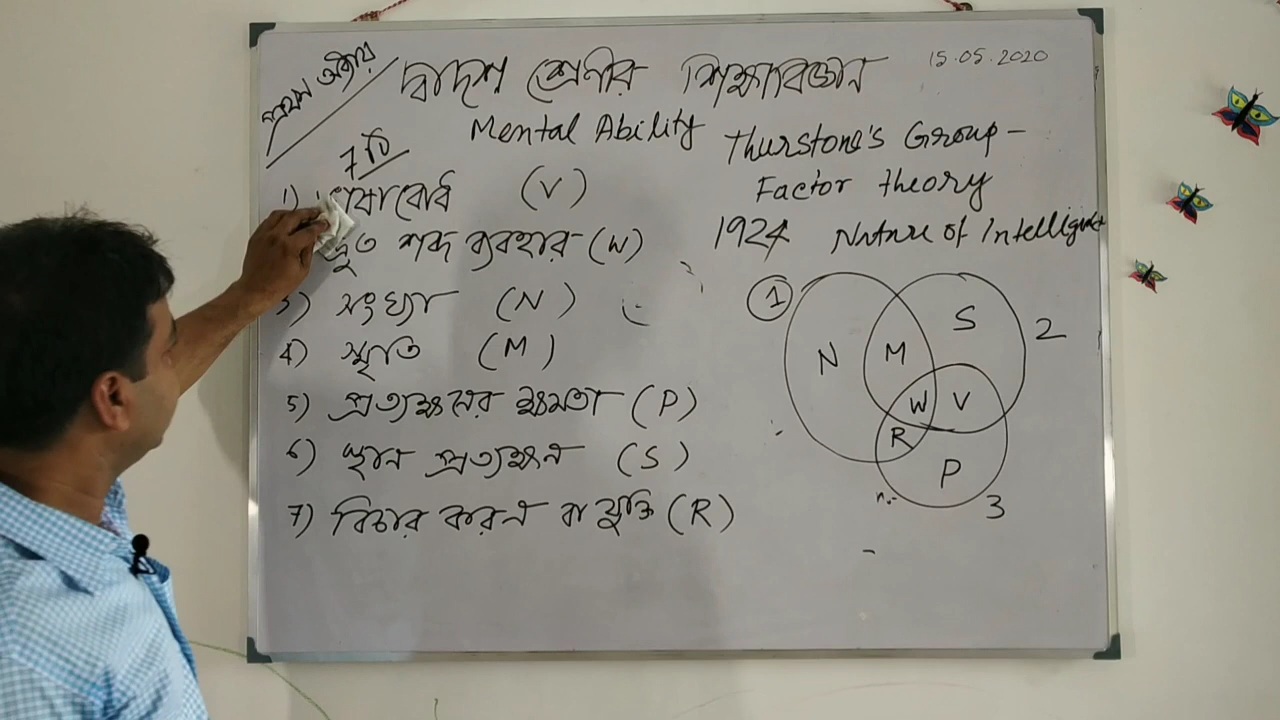 প্রথম অধ্যায়
দ্বাদশ শ্রেণীর শিক্ষাবিজ্ঞান
15.05.2020
Mental Ability
Thurstone's Group-
Factor theory
1924 Nature of Intelligence
7টি
1) ভাষাবোধ (V)
দ্রুত শব্দ ব্যবহার (W)
3) সংখ্যা (N)
4) স্মৃতি (M)
5) প্রত্যক্ষনের ক্ষমতা (P)
6) স্থান প্রত্যক্ষন (S)
7) বিচার করন বা যুক্তি (R)
1
N M S 2
W V
R
P
3